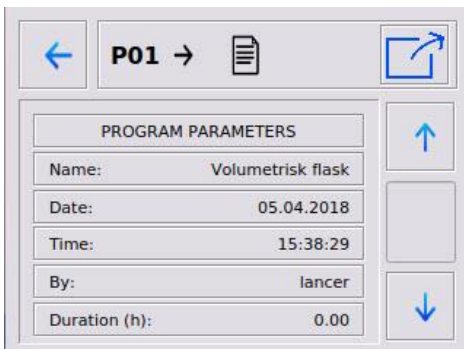 P01 →
PROGRAM PARAMETERS
Name: Volumetrisk flask
Date: 05.04.2018
Time: 15:38:29
By: lancer
Duration (h): 0.00